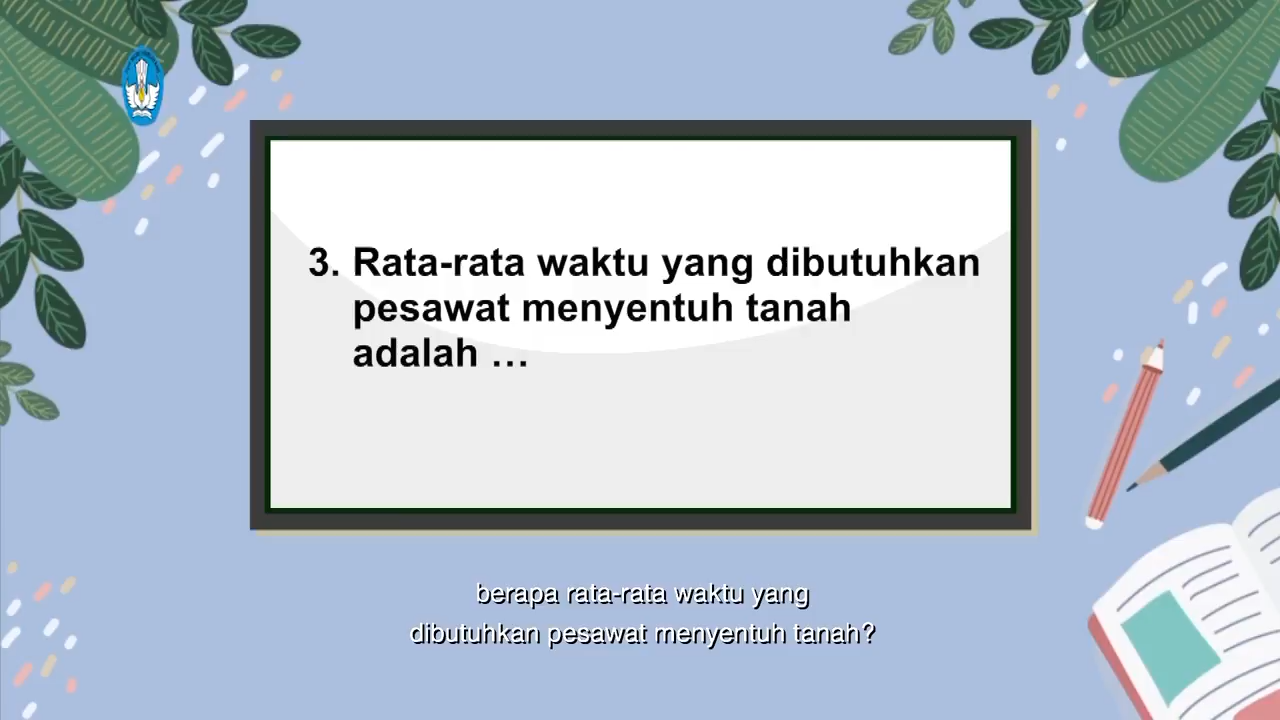 3. Rata-rata waktu yang dibutuhkan
pesawat menyentuh tanah
adalah ...
berapa rata-rata waktu yang
dibutuhkan pesawat menyentuh tanah?